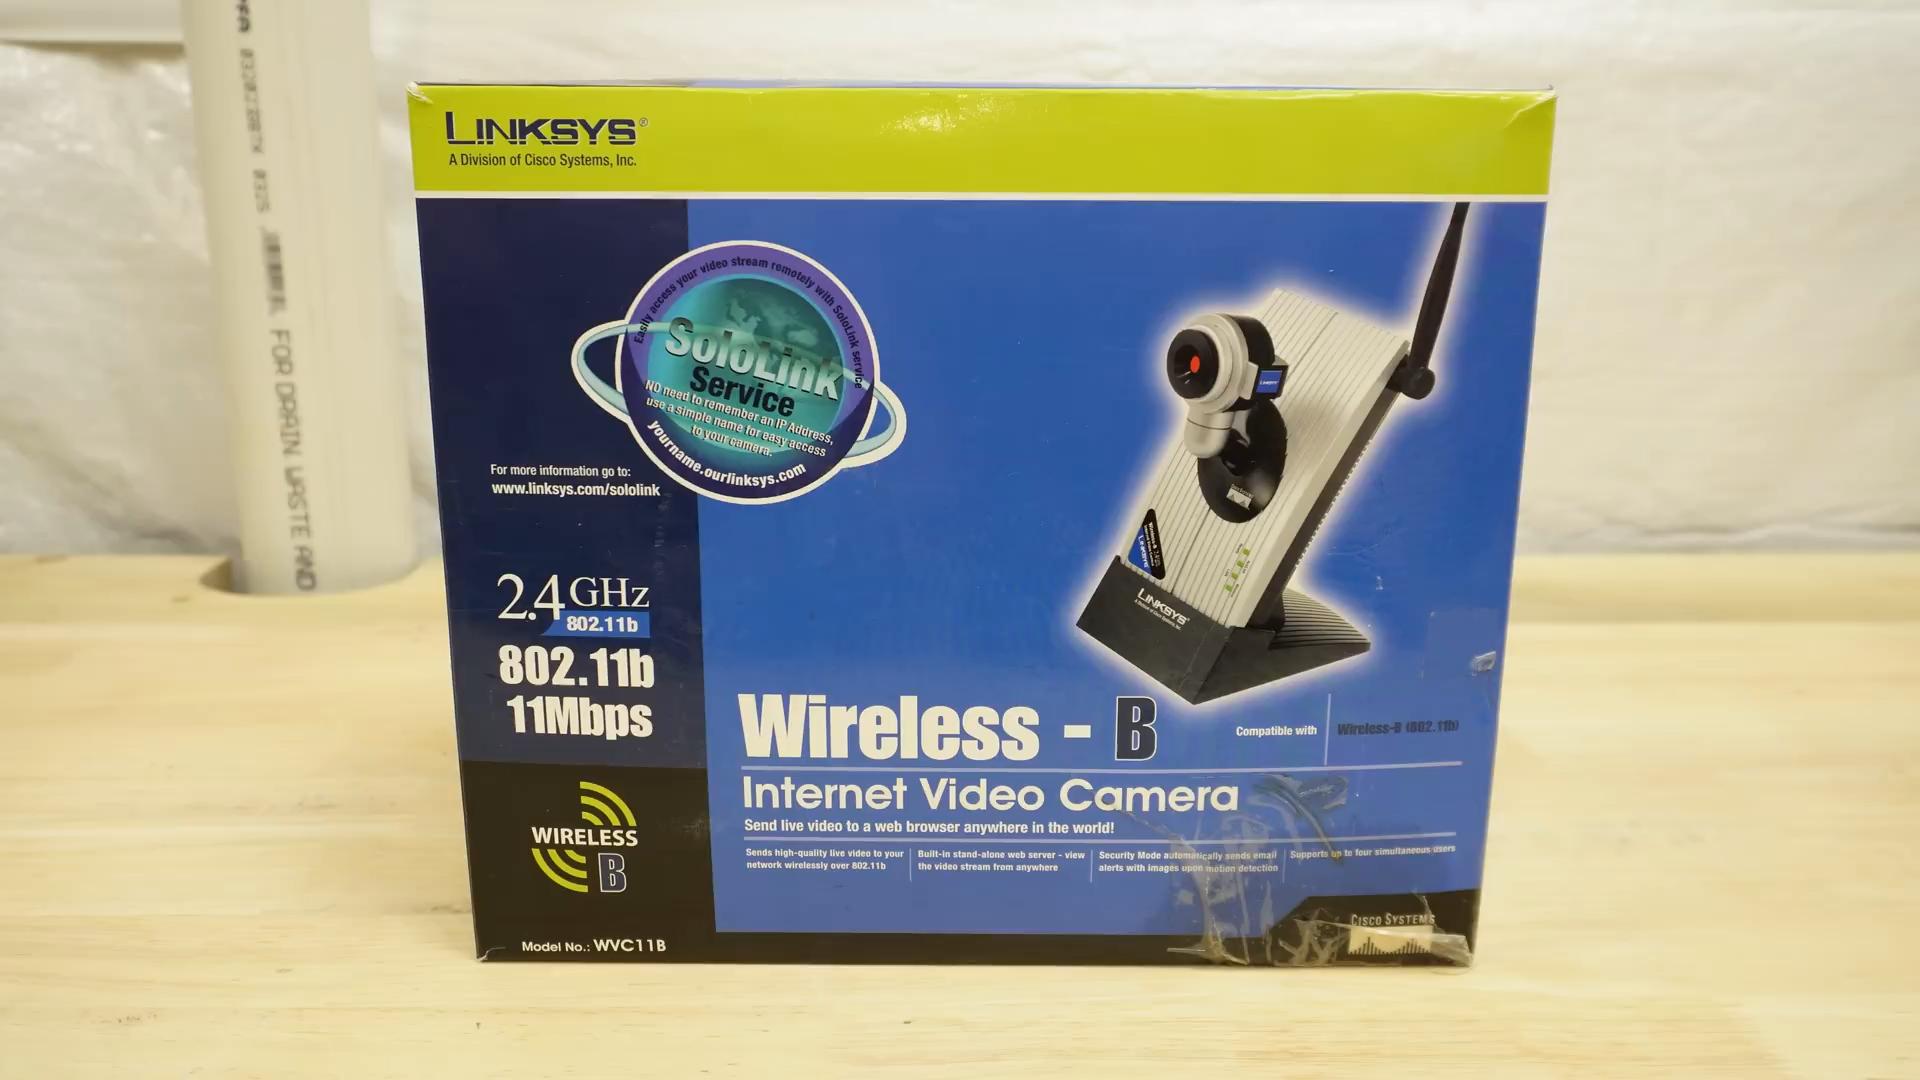 LINKSYS®
A Division of Cisco Systems, Inc.
Easily access your video stream remotely with SoloLink service
SoloLink
Service
NO need to remember an IP Address,
use a simple name for easy access
to your camera.
yourname.ourlinksys.com
For more information go to:
www.linksys.com/sololink
2.4GHz
802.11b
802.11b
11Mbps
WIRELESS
B
Model No.: WVC11B
LINKSYS®
Wireless - B
Compatible with
Wireless-B (802.11b)
Internet Video Camera
Send live video to a web browser anywhere in the world!
Sends high-quality live video to your
network wirelessly over 802.11b
Built-in stand-alone web server - view
the video stream from anywhere
Security Mode automatically sends email
alerts with images upon motion detection
Supports up to four simultaneous users
CISCO SYSTEMS
FOR DRAIN WASTE AND